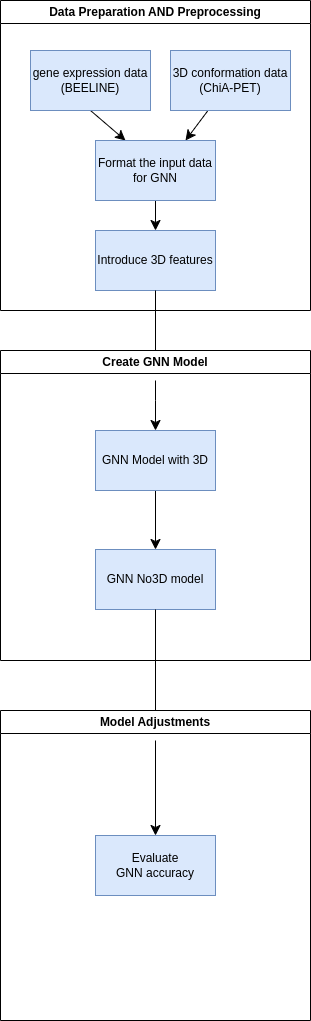 Data Preparation AND Preprocessing
gene expression data
(BEELINE)
3D conformation data
(ChiA-PET)
Format the input data
for GNN
Introduce 3D features
Create GNN Model
GNN Model with 3D
GNN No3D model
Model Adjustments
Evaluate
GNN accuracy